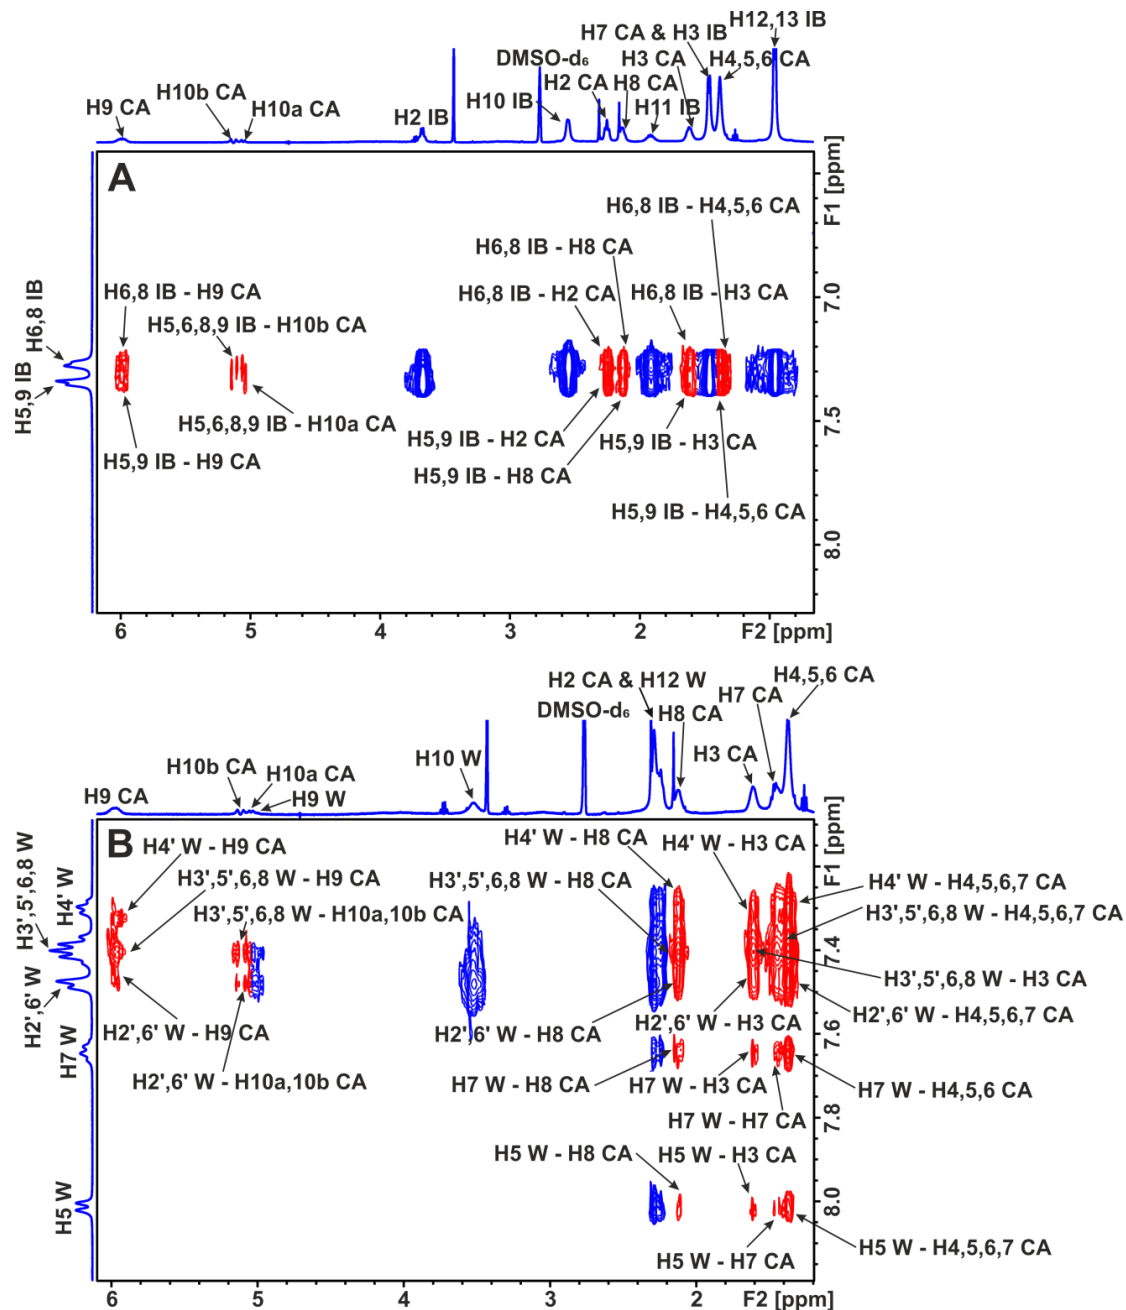 H12,13 IB
H7 CA & H3 IB
DMSO-d₆
H3 CA
H4,5,6 CA
H10b CA
H2 CA
H8 CA
H9 CA
H10a CA
H2 IB
H10 IB
H11 IB
A
F1 [ppm]
H6,8 IB - H4,5,6 CA
H6,8 IB - H8 CA
H6,8 IB - H9 CA
H6,8 IB - H2 CA
H6,8 IB - H3 CA
7.0
H5,6,8,9 IB - H10b CA
H6,8 IB
H5,9 IB
H5,6,8,9 IB - H10a CA
7.5
H5,9 IB - H2 CA
H5,9 IB - H3 CA
H5,9 IB - H9 CA
H5,9 IB - H8 CA
H5,9 IB - H4,5,6 CA
8.0
6
5
4
3
2
F2 [ppm]
H2 CA & H12 W
H4,5,6 CA
H7 CA
DMSO-d₆
H8 CA
H10 W
H3 CA
H10b CA
H10a CA
H9 CA
H9 W
B
F1 [ppm]
H4' W - H9 CA
H4' W - H8 CA
H4' W - H3 CA
H3',5',6,8 W - H9 CA
H3',5',6,8 W - H8 CA
H4' W - H4,5,6,7 CA
H3',5',6,8 W - H10a,10b CA
H3',5',6,8 W - H4,5,6,7 CA
H4' W
H3',5',6,8 W
7.4
H3',5',6,8 W - H3 CA
H2',6' W
H2',6' W - H9 CA
H2',6' W - H8 CA
H2',6' W - H3 CA
H2',6' W - H4,5,6,7 CA
7.6
H7 W
H2',6' W - H10a,10b CA
H7 W - H8 CA
H7 W - H3 CA
H7 W - H4,5,6 CA
H7 W - H7 CA
7.8
H5 W - H8 CA
H5 W - H3 CA
8.0
H5 W
H5 W - H7 CA
H5 W - H4,5,6,7 CA
6
5
4
3
2
F2 [ppm]